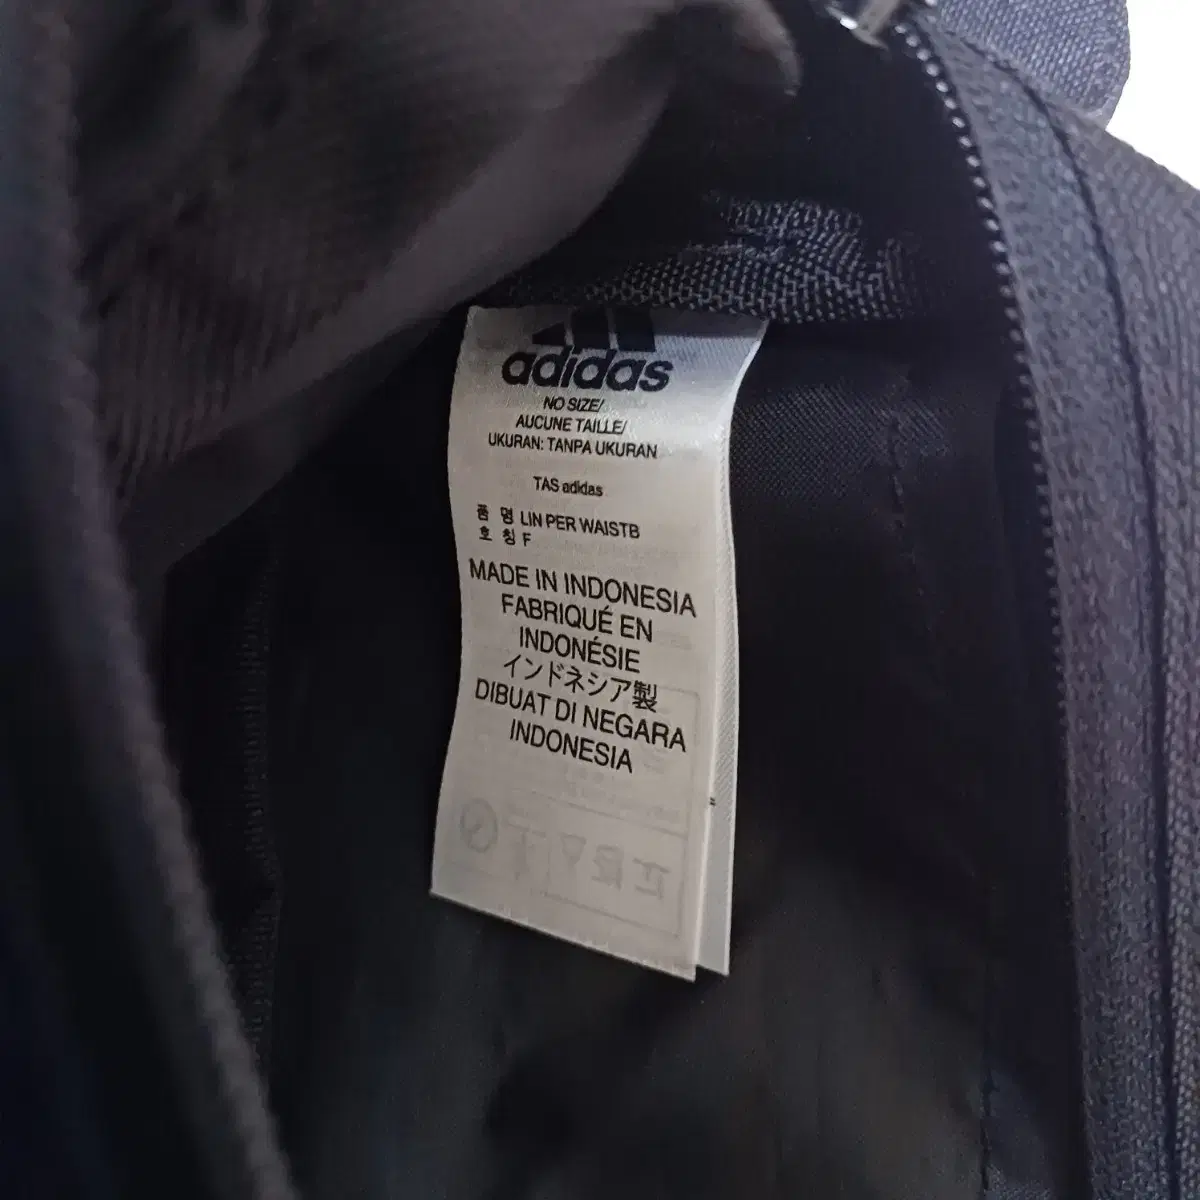 adidas
NO SIZE/
AUCUNE TAILLE/
UKURAN: TANPA UKURAN
TAS adidas
품 명 LIN PER WAISTB
호 칭 F
MADE IN INDONESIA
FABRIQUÉ EN
INDONÉSIE
インドネシア製
DIBUAT DI NEGARA
INDONESIA